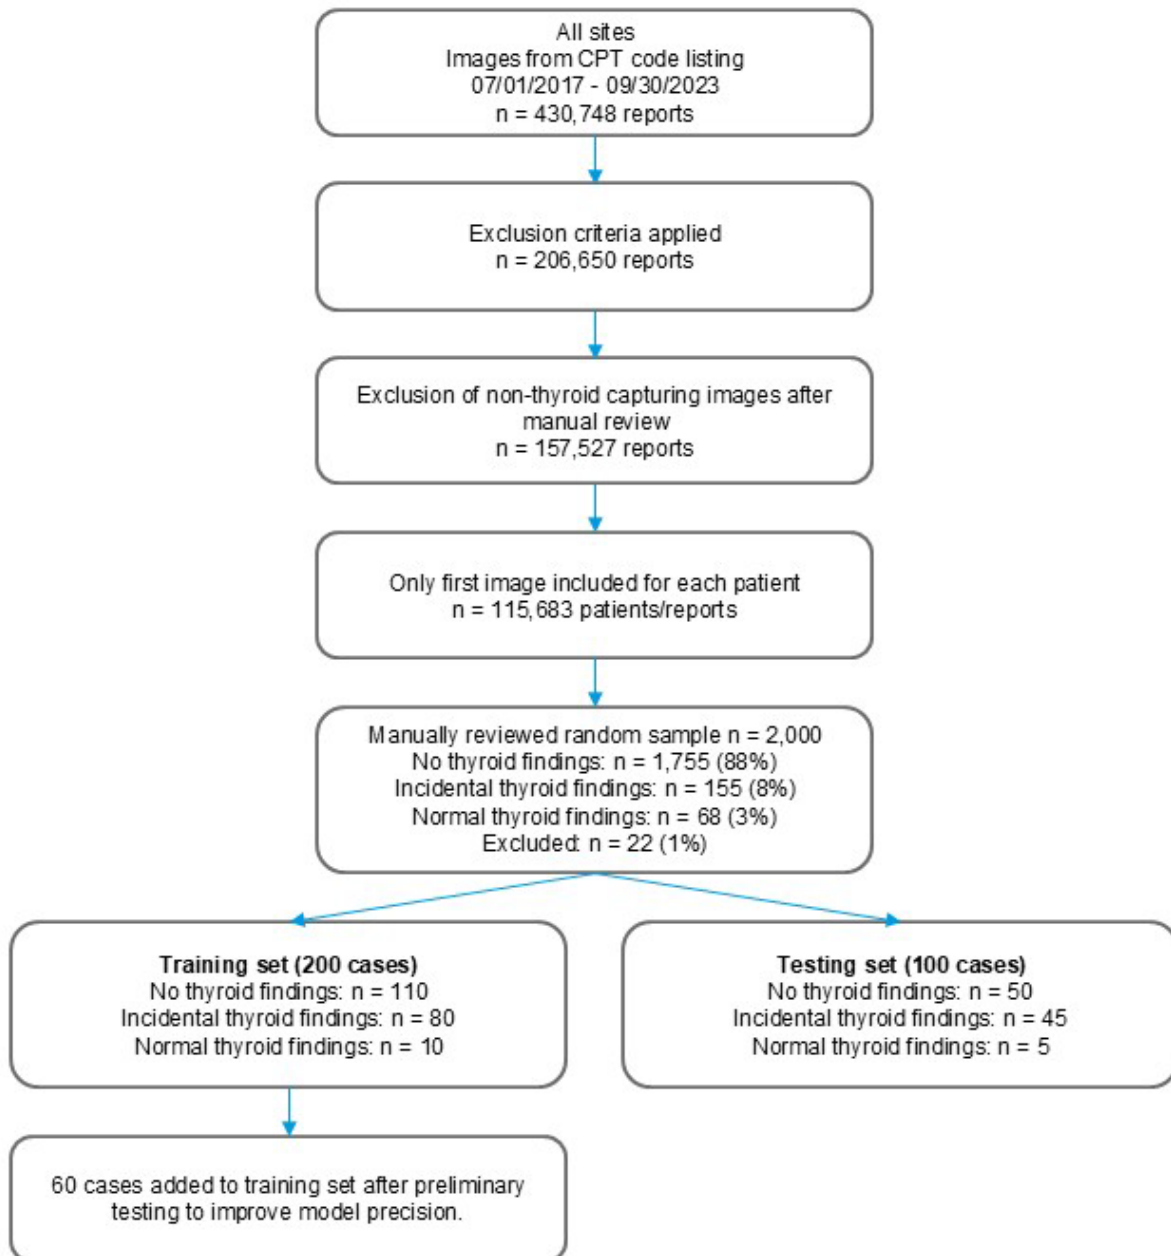 All sites
Images from CPT code listing
07/01/2017 - 09/30/2023
n = 430,748 reports
Exclusion criteria applied
n = 206,650 reports
Exclusion of non-thyroid capturing images after
manual review
n = 157,527 reports
Only first image included for each patient
n = 115,683 patients/reports
Manually reviewed random sample n = 2,000
No thyroid findings: n = 1,755 (88%)
Incidental thyroid findings: n = 155 (8%)
Normal thyroid findings: n = 68 (3%)
Excluded: n = 22 (1%)
Training set (200 cases)
No thyroid findings: n = 110
Incidental thyroid findings: n = 80
Normal thyroid findings: n = 10
Testing set (100 cases)
No thyroid findings: n = 50
Incidental thyroid findings: n = 45
Normal thyroid findings: n = 5
60 cases added to training set after preliminary
testing to improve model precision.